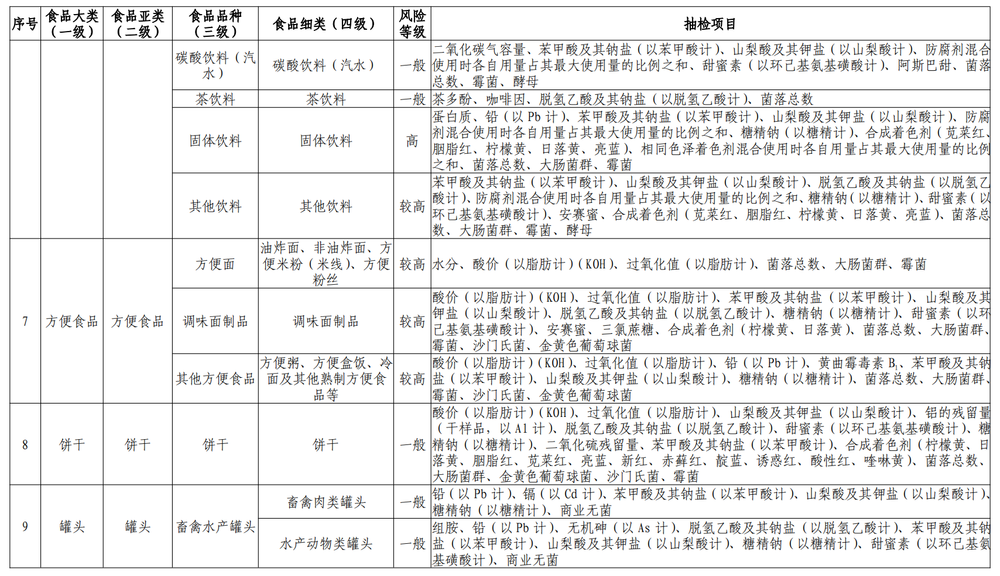 序号
食品大类
（一级）
食品亚类
（二级）
食品品种
（三级）
食品细类（四级）
风险
等级
抽检项目
碳酸饮料（汽
水）
碳酸饮料（汽水）
一般
二氧化碳气容量、苯甲酸及其钠盐（以苯甲酸计）、山梨酸及其钾盐（以山梨酸计）、防腐剂混合
使用时各自用量占其最大使用量的比例之和、甜蜜素（以环己基氨基磺酸计）、阿斯巴甜、菌落
总数、霉菌、酵母
茶饮料
茶饮料
一般
茶多酚、咖啡因、脱氢乙酸及其钠盐（以脱氢乙酸计）、菌落总数
固体饮料
固体饮料
高
蛋白质、铅（以 Pb 计）、苯甲酸及其钠盐（以苯甲酸计）、山梨酸及其钾盐（以山梨酸计）、防腐
剂混合使用时各自用量占其最大使用量的比例之和、糖精钠（以糖精计）、合成着色剂（苋菜红、
胭脂红、柠檬黄、日落黄、亮蓝）、相同色泽着色剂混合使用时各自用量占其最大使用量的比例
之和、菌落总数、大肠菌群、霉菌
其他饮料
其他饮料
较高
苯甲酸及其钠盐（以苯甲酸计）、山梨酸及其钾盐（以山梨酸计）、脱氢乙酸及其钠盐（以脱氢乙
酸计）、防腐剂混合使用时各自用量占其最大使用量的比例之和、糖精钠（以糖精计）、甜蜜素（以
环己基氨基磺酸计）、安赛蜜、合成着色剂（苋菜红、胭脂红、柠檬黄、日落黄、亮蓝）、菌落总
数、大肠菌群、霉菌、酵母
7
方便食品
方便食品
方便面
油炸面、非油炸面、方
便米粉（米线）、方便
粉丝
较高
水分、酸价（以脂肪计）（KOH）、过氧化值（以脂肪计）、菌落总数、大肠菌群、霉菌
调味面制品
调味面制品
较高
酸价（以脂肪计）（KOH）、过氧化值（以脂肪计）、苯甲酸及其钠盐（以苯甲酸计）、山梨酸及其
钾盐（以山梨酸计）、脱氢乙酸及其钠盐（以脱氢乙酸计）、糖精钠（以糖精计）、甜蜜素（以环
己基氨基磺酸计）、安赛蜜、三氯蔗糖、合成着色剂（柠檬黄、日落黄）、菌落总数、大肠菌群、
霉菌、沙门氏菌、金黄色葡萄球菌
其他方便食品
方便粥、方便盒饭、冷
面及其他熟制方便食
品等
较高
酸价（以脂肪计）（KOH）、过氧化值（以脂肪计）、铅（以 Pb 计）、黄曲霉毒素 B₁、苯甲酸及其钠
盐（以苯甲酸计）、山梨酸及其钾盐（以山梨酸计）、糖精钠（以糖精计）、菌落总数、大肠菌群、
霉菌、沙门氏菌、金黄色葡萄球菌
8
饼干
饼干
饼干
饼干
一般
酸价（以脂肪计）（KOH）、过氧化值（以脂肪计）、山梨酸及其钾盐（以山梨酸计）、铝的残留量
（干样品，以 Al 计）、脱氢乙酸及其钠盐（以脱氢乙酸计）、甜蜜素（以环己基氨基磺酸计）、糖
精钠（以糖精计）、二氧化硫残留量、苯甲酸及其钠盐（以苯甲酸计）、合成着色剂（柠檬黄、日
落黄、胭脂红、苋菜红、亮蓝、新红、赤藓红、靛蓝、诱惑红、酸性红、喹啉黄）、菌落总数、
大肠菌群、金黄色葡萄球菌、沙门氏菌、霉菌
9
罐头
罐头
畜禽水产罐头
畜禽肉类罐头
一般
铅（以 Pb 计）、镉（以 Cd 计）、苯甲酸及其钠盐（以苯甲酸计）、山梨酸及其钾盐（以山梨酸计）、
糖精钠（以糖精计）、商业无菌
水产动物类罐头
一般
组胺、铅（以 Pb 计）、无机砷（以 As 计）、脱氢乙酸及其钠盐（以脱氢乙酸计）、苯甲酸及其钠
盐（以苯甲酸计）、山梨酸及其钾盐（以山梨酸计）、糖精钠（以糖精计）、甜蜜素（以环己基氨
基磺酸计）、商业无菌